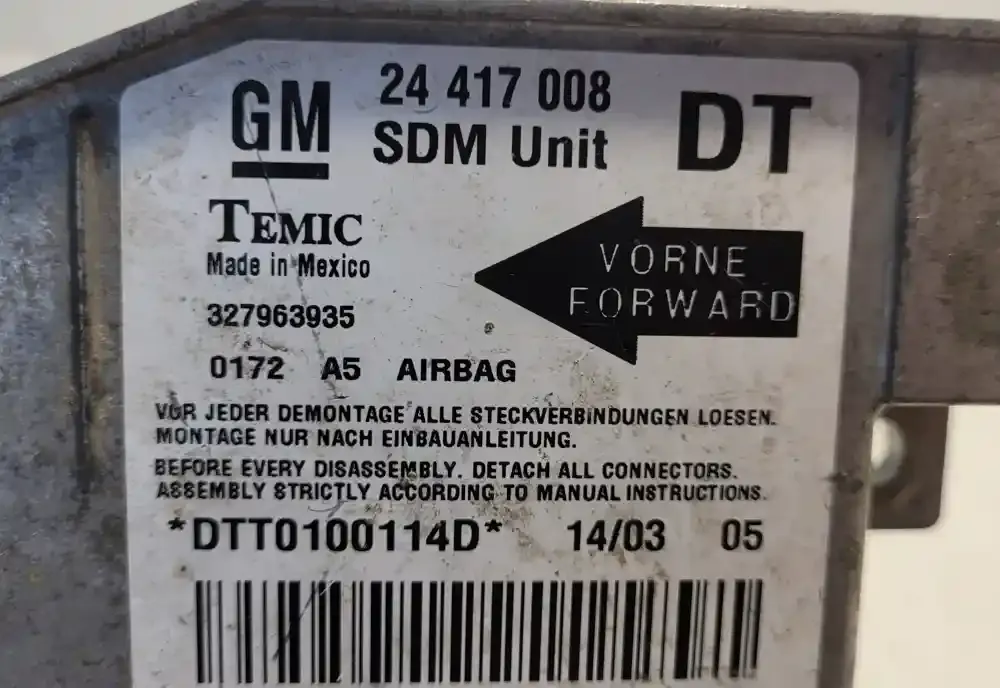 GM 24 417 008 DT
SDM Unit
TEMIC
Made in Mexico
VORNE
FORWARD
327963935
0172 A5 AIRBAG
VOR JEDER DEMONTAGE ALLE STECKVERBINDUNGEN LOESEN.
MONTAGE NUR NACH EINBAUANLEITUNG.
BEFORE EVERY DISASSEMBLY. DETACH ALL CONNECTORS.
ASSEMBLY STRICTLY ACCORDING TO MANUAL INSTRUCTIONS.
*DTT0100114D* 14/03 05